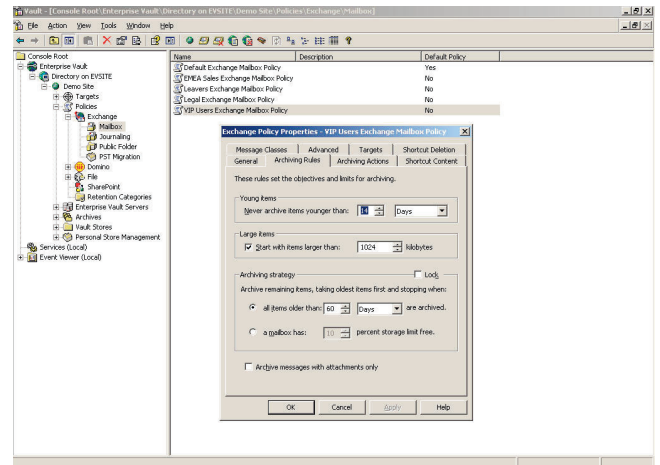 Vault - [Console Root\Enterprise Vault\Directory on EVSITE\Demo Site\Policies\Exchange\Mailbox]
File Action View Tools Window Help
Console Root
Enterprise Vault
Directory on EVSITE
Demo Site
Targets
Policies
Exchange
Mailbox
Journaling
Public Folder
PST Migration
Domino
File
SharePoint
Retention Categories
Enterprise Vault Servers
Archives
Vault Stores
Personal Store Management
Services (Local)
Event Viewer (Local)
Name Description Default Policy
Default Exchange Mailbox Policy Yes
EMEA Sales Exchange Mailbox Policy No
Leavers Exchange Mailbox Policy No
Legal Exchange Mailbox Policy No
VIP Users Exchange Mailbox Policy No
Exchange Policy Properties - VIP Users Exchange Mailbox Policy
Message Classes Advanced Targets Shortcut Deletion
General Archiving Rules Archiving Actions Shortcut Content
These rules set the objectives and limits for archiving.
Young items
Never archive items younger than: 14 Days
Large items
Start with items larger than: 1024 kilobytes
Archiving strategy Lock
Archive remaining items, taking oldest items first and stopping when:
all items older than: 60 Days are archived.
a mailbox has: 10 percent storage limit free.
Archive messages with attachments only
OK Cancel Apply Help